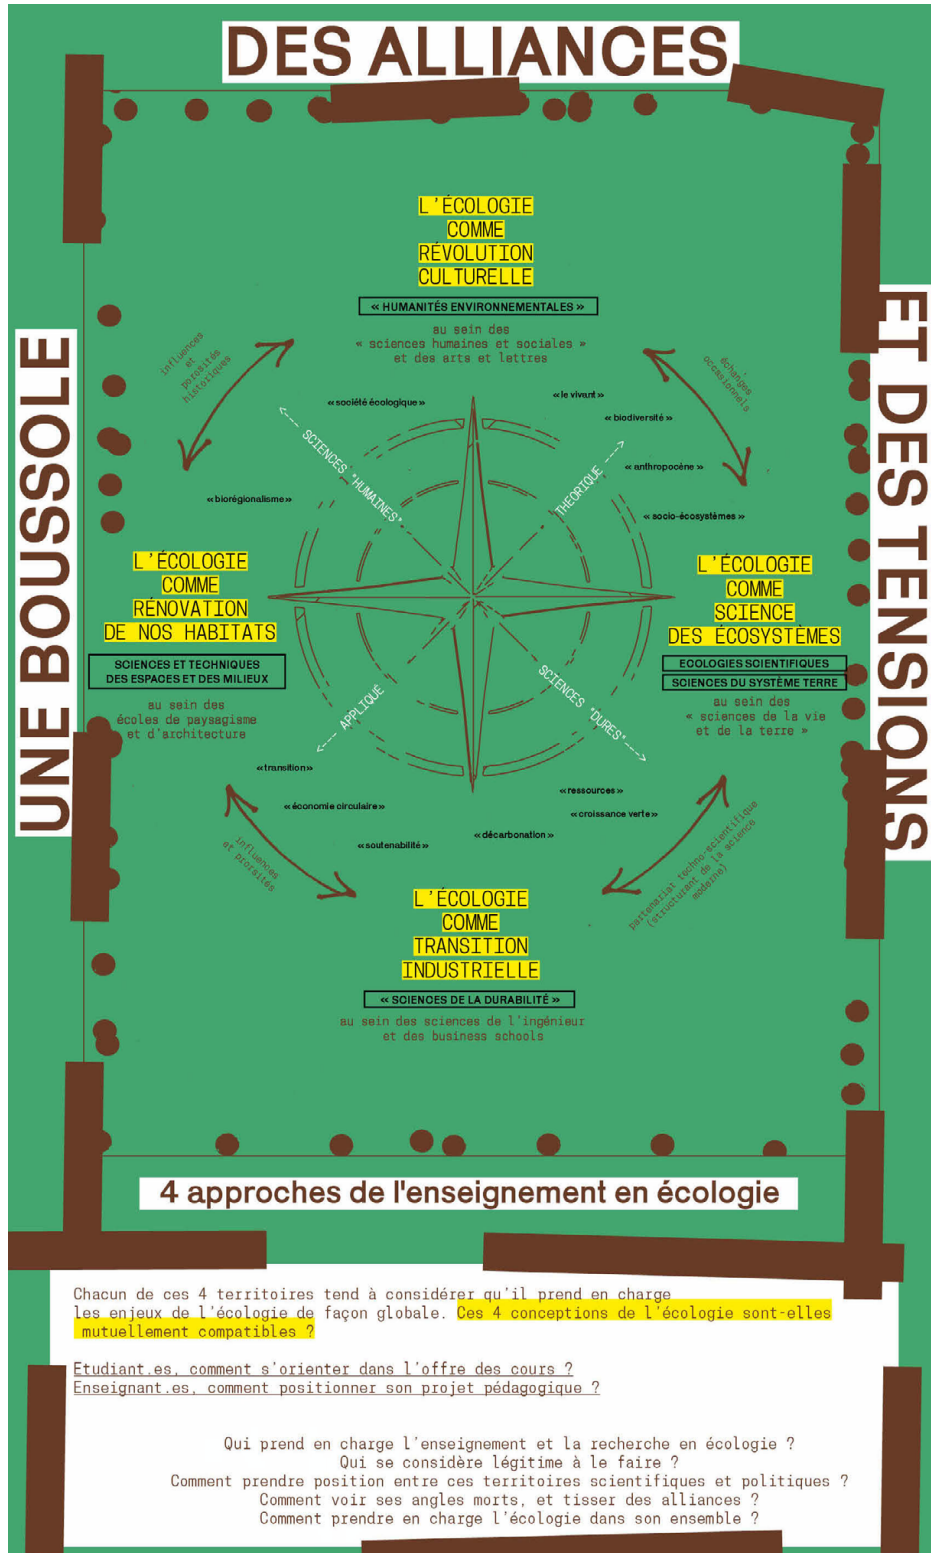 DES ALLIANCES
UNE BOUSSOLE
ET DES TENSIONS
L'ÉCOLOGIE
COMME
RÉVOLUTION
CULTURELLE
« HUMANITÉS ENVIRONNEMENTALES »
au sein des
« sciences humaines et sociales »
et des arts et lettres
influences
et
porosités
historiques
échanges
occasionnels
« société écologique »
« le vivant »
« biodiversité »
« anthropocène »
« socio-écosystèmes »
« biorégionalisme »
<---- SCIENCES "HUMAINES"
THEORIQUE ---->
L'ÉCOLOGIE
COMME
RÉNOVATION
DE NOS HABITATS
SCIENCES ET TECHNIQUES
DES ESPACES ET DES MILIEUX
au sein des
écoles de paysagisme
et d'architecture
L'ÉCOLOGIE
COMME
SCIENCE
DES ÉCOSYSTÈMES
ECOLOGIES SCIENTIFIQUES
SCIENCES DU SYSTÈME TERRE
au sein des
« sciences de la vie
et de la terre »
<---- APPLIQUÉ
SCIENCES "DURES"---->
« transition »
« économie circulaire »
« soutenabilité »
« décarbonation »
« ressources »
« croissance verte »
influences
et prorsités
partenariat techno-scientifique
(structurant de la science
moderne)
L'ÉCOLOGIE
COMME
TRANSITION
INDUSTRIELLE
« SCIENCES DE LA DURABILITÉ »
au sein des sciences de l'ingénieur
et des business schools
4 approches de l'enseignement en écologie
Chacun de ces 4 territoires tend à considérer qu'il prend en charge
les enjeux de l'écologie de façon globale. Ces 4 conceptions de l'écologie sont-elles
mutuellement compatibles ?
Etudiant.es, comment s'orienter dans l'offre des cours ?
Enseignant.es, comment positionner son projet pédagogique ?
Qui prend en charge l'enseignement et la recherche en écologie ?
Qui se considère légitime à le faire ?
Comment prendre position entre ces territoires scientifiques et politiques ?
Comment voir ses angles morts, et tisser des alliances ?
Comment prendre en charge l'écologie dans son ensemble ?